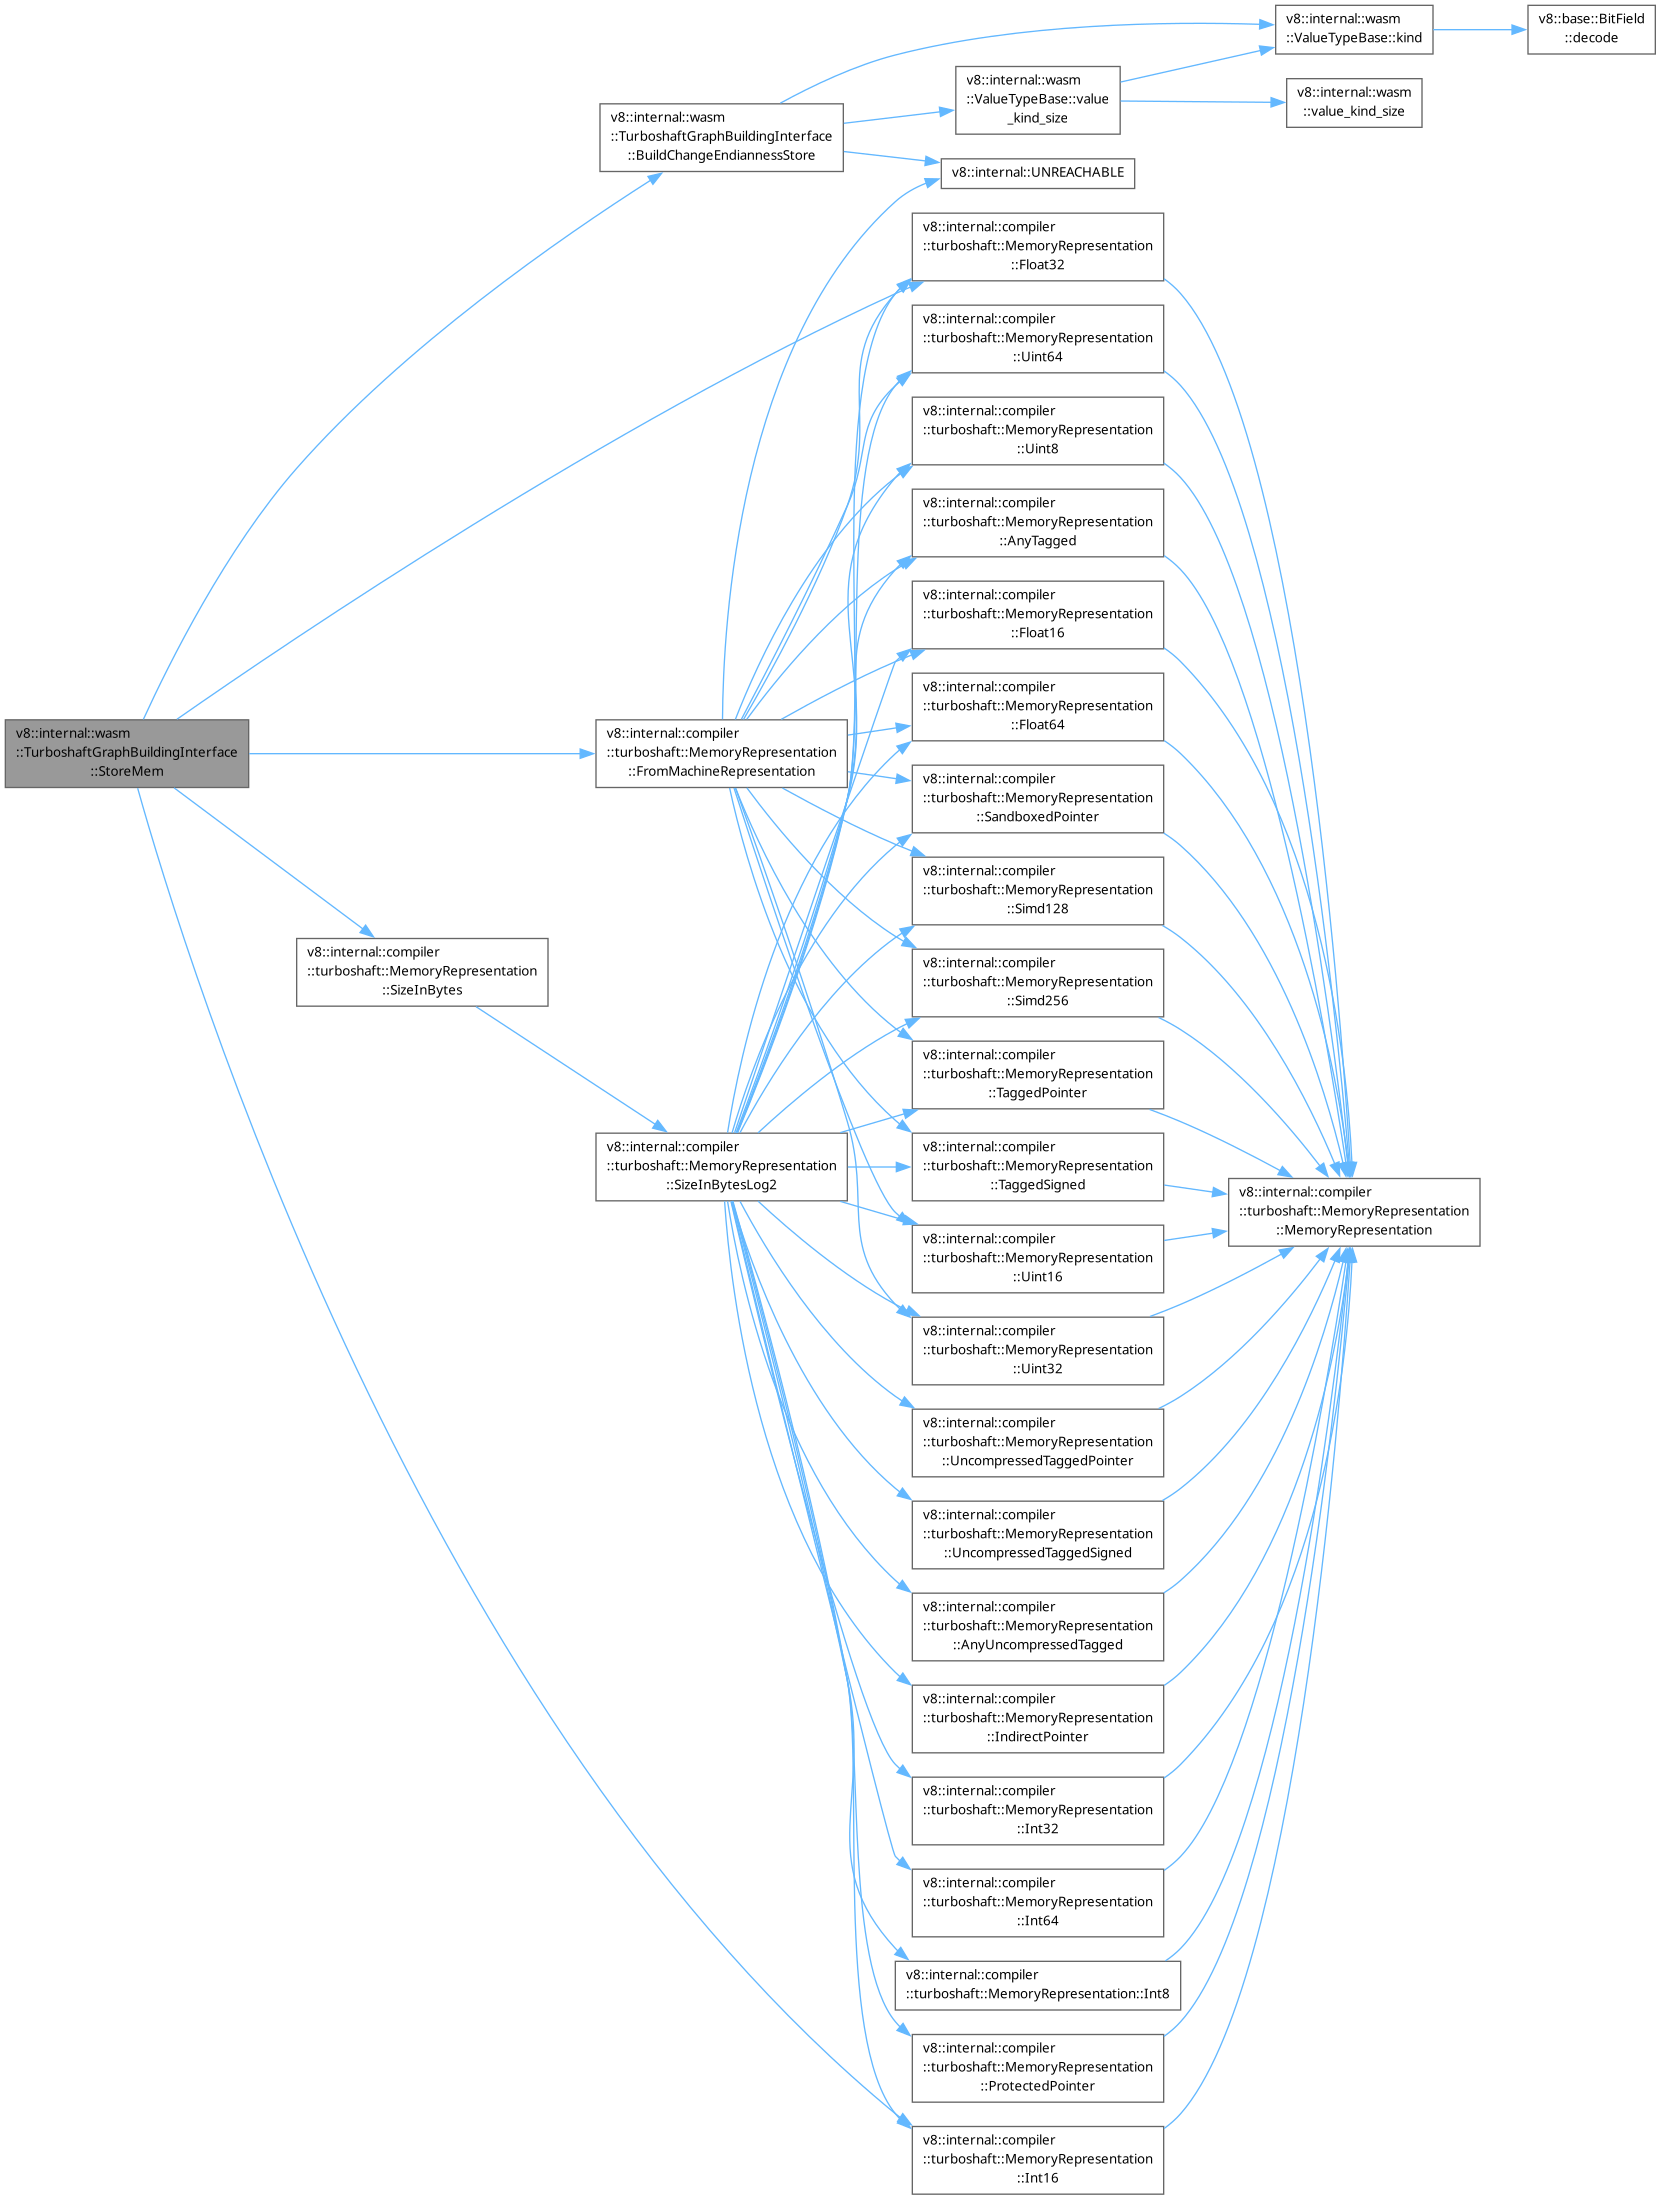 v8::internal::wasm
::ValueTypeBase::kind
v8::base::BitField
::decode
v8::internal::wasm
::ValueTypeBase::value
_kind_size
v8::internal::wasm
::value_kind_size
v8::internal::wasm
::TurboshaftGraphBuildingInterface
::BuildChangeEndiannessStore
v8::internal::UNREACHABLE
v8::internal::compiler
::turboshaft::MemoryRepresentation
::Float32
v8::internal::compiler
::turboshaft::MemoryRepresentation
::Uint64
v8::internal::compiler
::turboshaft::MemoryRepresentation
::Uint8
v8::internal::compiler
::turboshaft::MemoryRepresentation
::AnyTagged
v8::internal::compiler
::turboshaft::MemoryRepresentation
::Float16
v8::internal::compiler
::turboshaft::MemoryRepresentation
::Float64
v8::internal::wasm
::TurboshaftGraphBuildingInterface
::StoreMem
v8::internal::compiler
::turboshaft::MemoryRepresentation
::FromMachineRepresentation
v8::internal::compiler
::turboshaft::MemoryRepresentation
::SandboxedPointer
v8::internal::compiler
::turboshaft::MemoryRepresentation
::Simd128
v8::internal::compiler
::turboshaft::MemoryRepresentation
::SizeInBytes
v8::internal::compiler
::turboshaft::MemoryRepresentation
::Simd256
v8::internal::compiler
::turboshaft::MemoryRepresentation
::TaggedPointer
v8::internal::compiler
::turboshaft::MemoryRepresentation
::SizeInBytesLog2
v8::internal::compiler
::turboshaft::MemoryRepresentation
::TaggedSigned
v8::internal::compiler
::turboshaft::MemoryRepresentation
::MemoryRepresentation
v8::internal::compiler
::turboshaft::MemoryRepresentation
::Uint16
v8::internal::compiler
::turboshaft::MemoryRepresentation
::Uint32
v8::internal::compiler
::turboshaft::MemoryRepresentation
::UncompressedTaggedPointer
v8::internal::compiler
::turboshaft::MemoryRepresentation
::UncompressedTaggedSigned
v8::internal::compiler
::turboshaft::MemoryRepresentation
::AnyUncompressedTagged
v8::internal::compiler
::turboshaft::MemoryRepresentation
::IndirectPointer
v8::internal::compiler
::turboshaft::MemoryRepresentation
::Int32
v8::internal::compiler
::turboshaft::MemoryRepresentation
::Int64
v8::internal::compiler
::turboshaft::MemoryRepresentation::Int8
v8::internal::compiler
::turboshaft::MemoryRepresentation
::ProtectedPointer
v8::internal::compiler
::turboshaft::MemoryRepresentation
::Int16